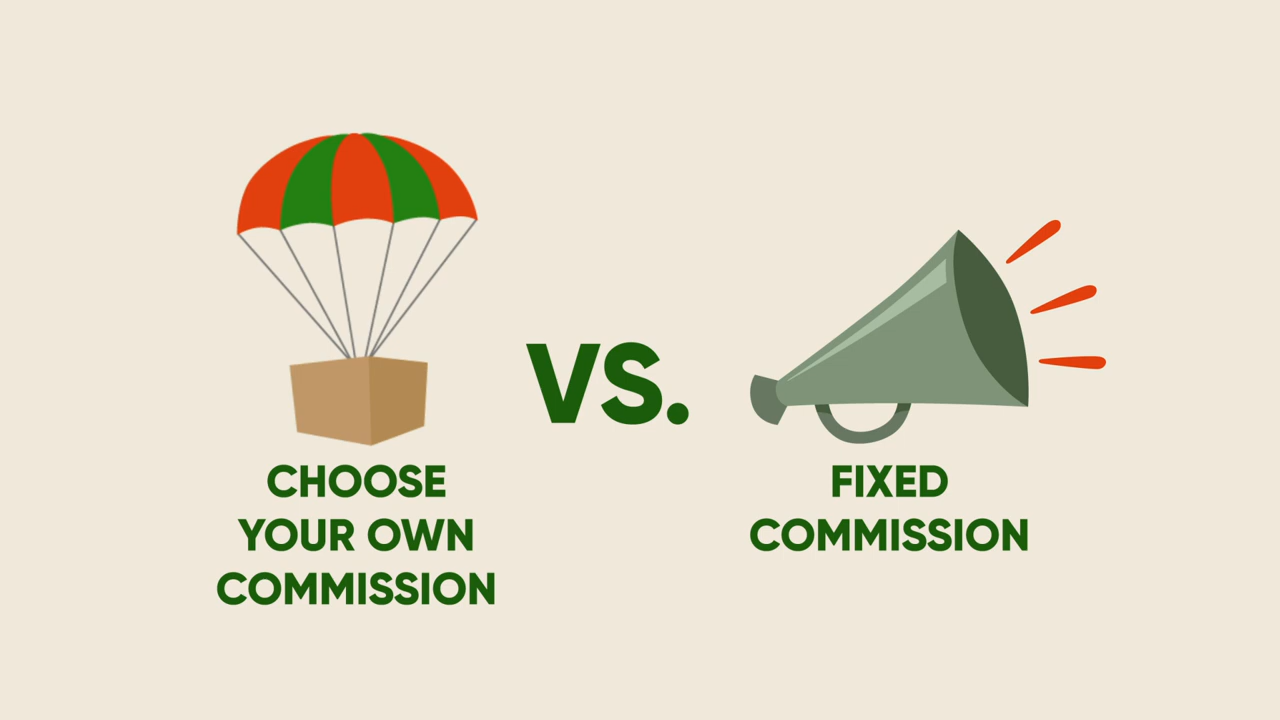 CHOOSE
YOUR OWN
COMMISSION
VS.
FIXED
COMMISSION